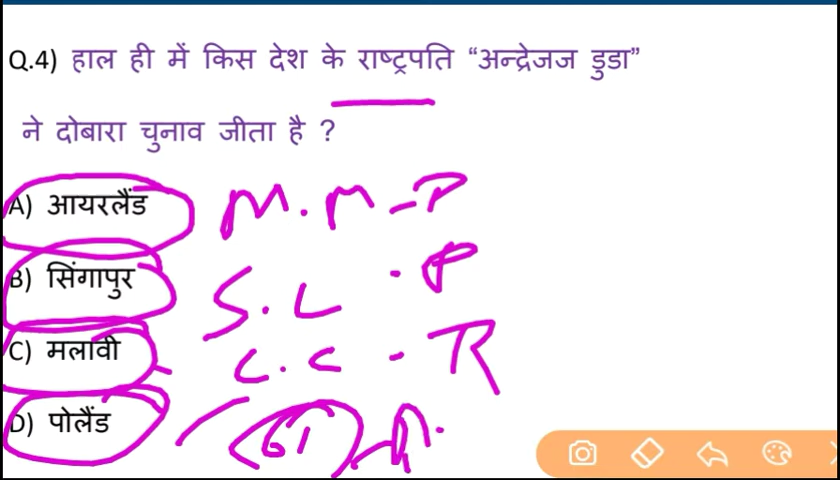 Q.4) हाल ही में किस देश के राष्ट्रपति “अन्द्रेजज डुडा”
ने दोबारा चुनाव जीता है ?
A) आयरलैंड M.M-P
B) सिंगापुर S.L - P
C) मलावी L.C - R
D) पोलैंड